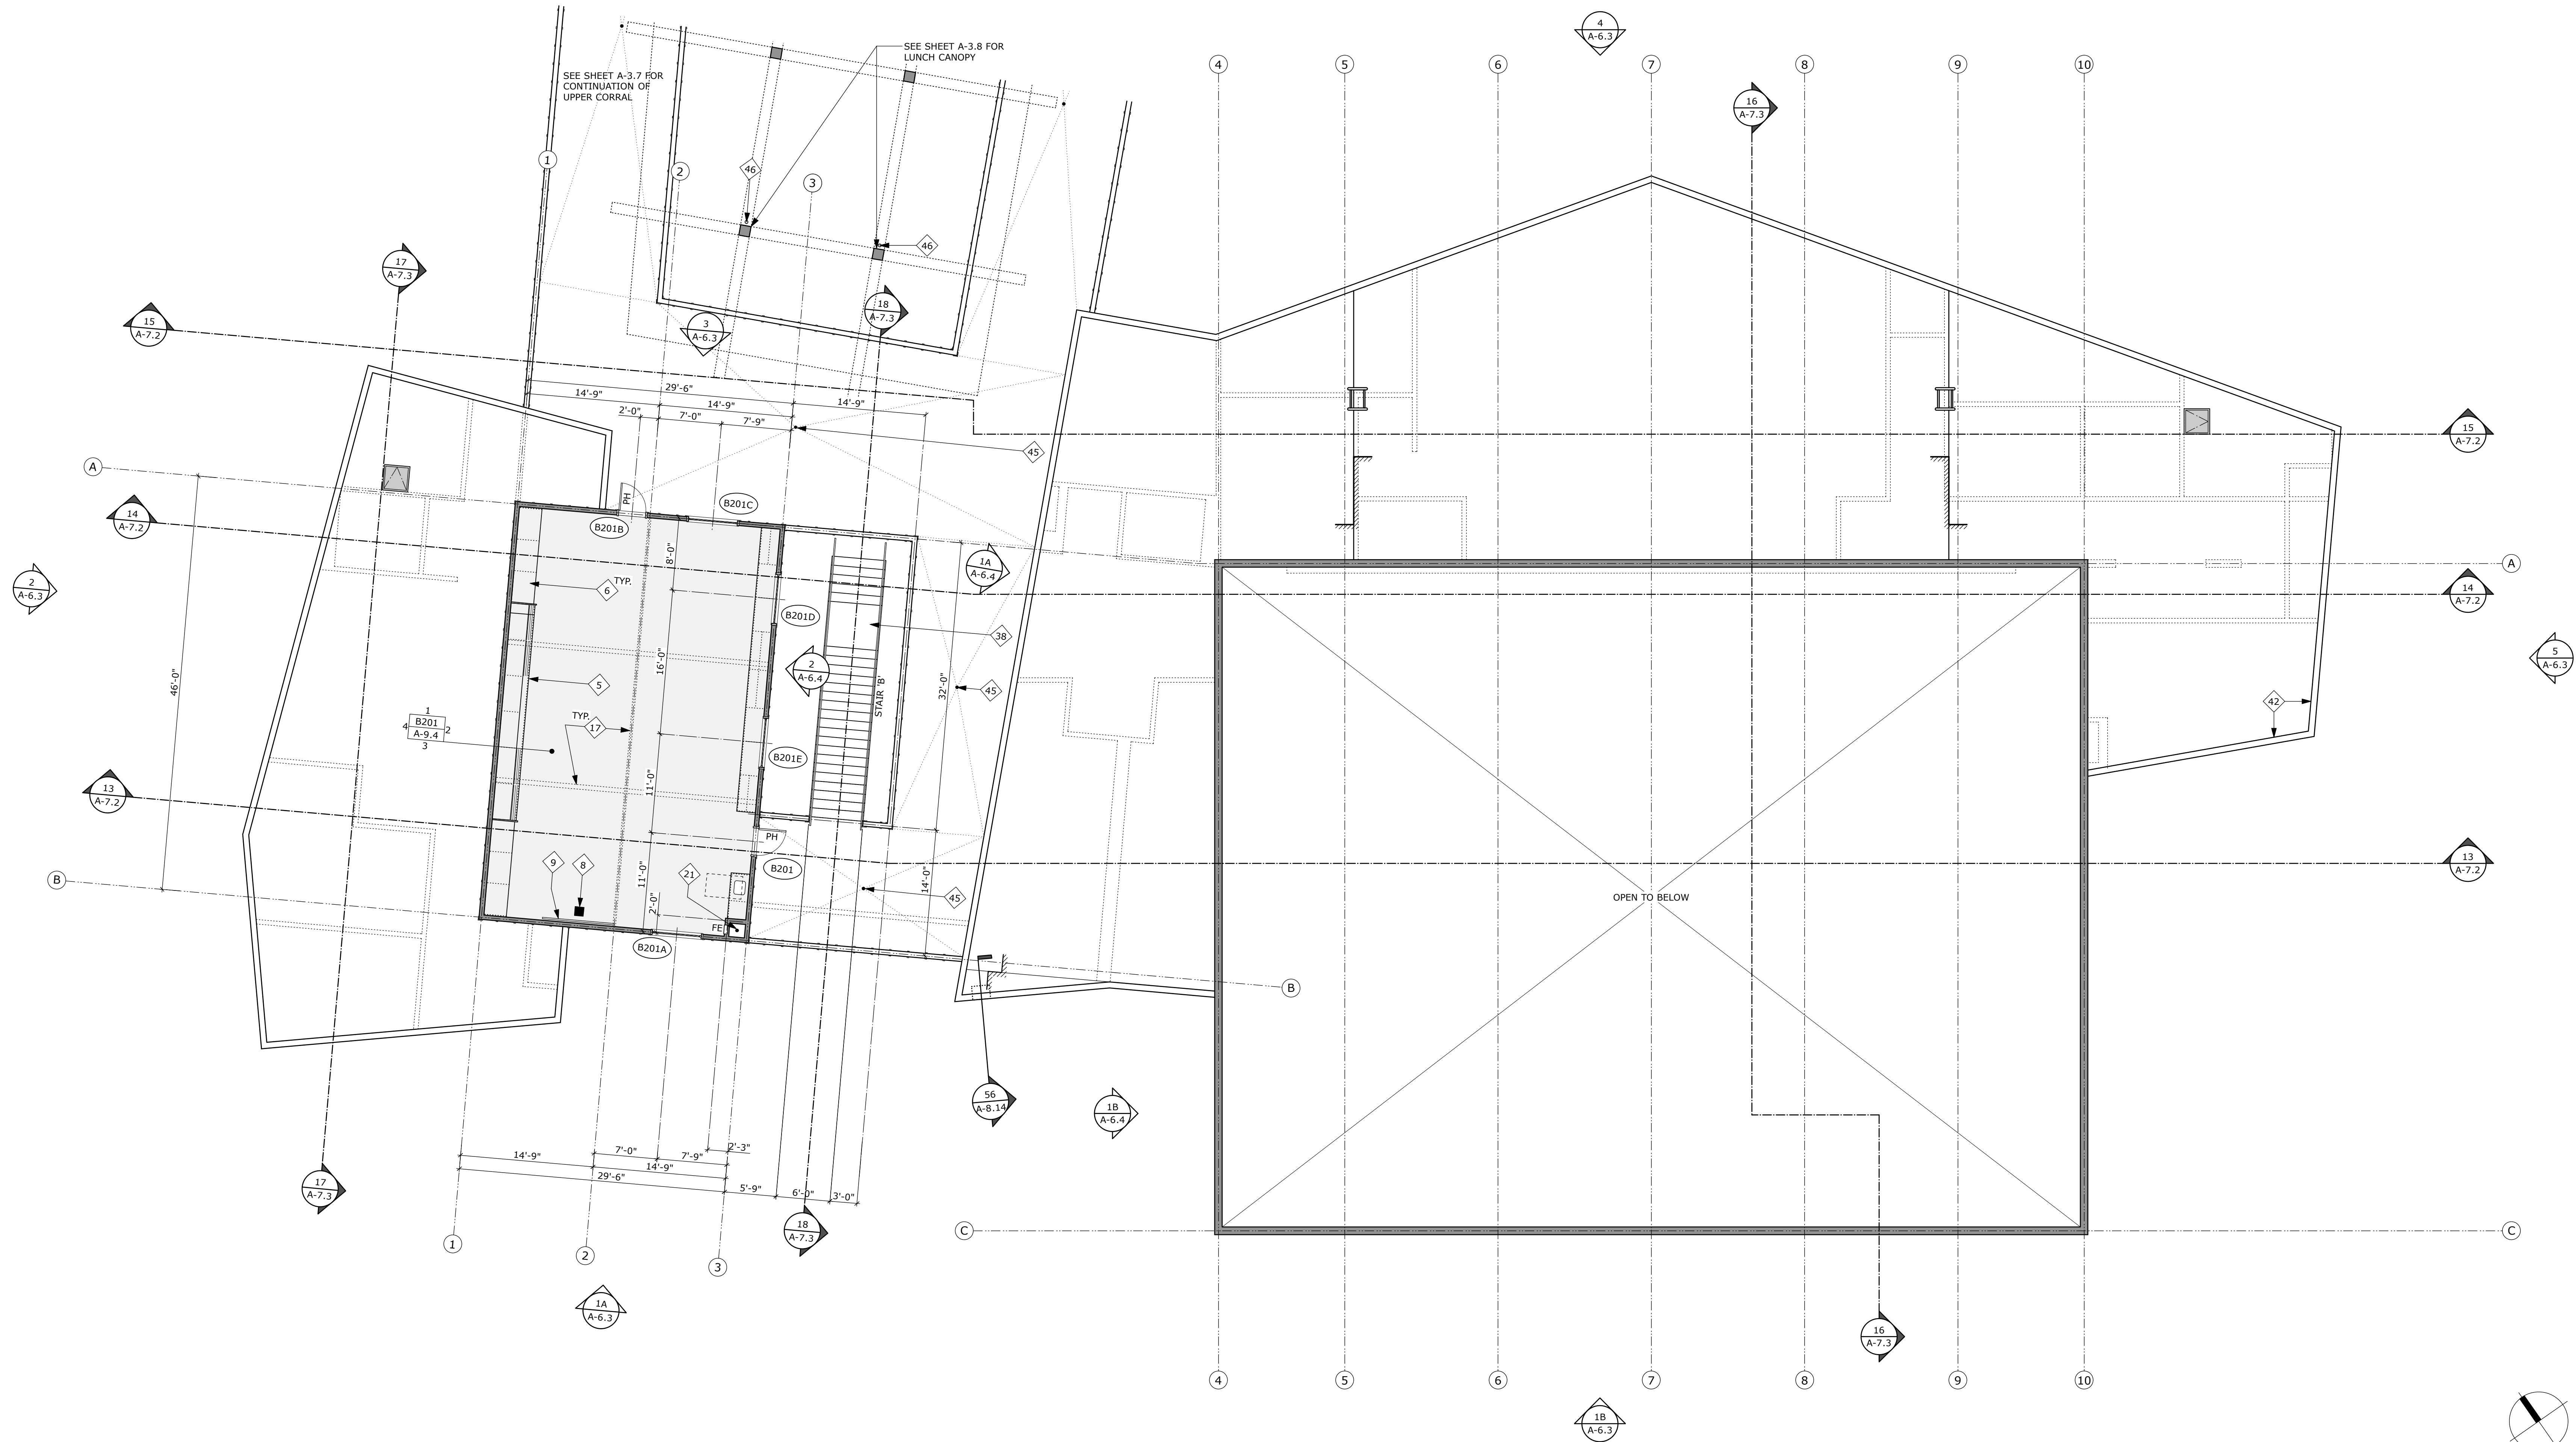 4
A-6.3
SEE SHEET A-3.8 FOR
LUNCH CANOPY
SEE SHEET A-3.7 FOR
CONTINUATION OF
UPPER CORRAL
4
5
6
7
8
9
10
16
A-7.3
1
2
3
46
46
17
A-7.3
18
A-7.3
15
A-7.2
3
A-6.3
29'-6"
14'-9"
14'-9"
14'-9"
2'-0"
7'-0"
7'-9"
45
15
A-7.2
A
14
A-7.2
PH
B201B
B201C
8'-0"
1A
A-6.4
A
2
A-6.3
6
TYP.
B201D
14
A-7.2
38
16'-0"
2
A-6.4
STAIR 'B'
32'-0"
46'-0"
5
45
5
A-6.3
42
1
4
B201
A-9.4
2
3
TYP.
17
B201E
11'-0"
13
A-7.2
PH
B201
9
8
21
11'-0"
2'-0"
14'-0"
45
13
A-7.2
B
FE
B201A
OPEN TO BELOW
B
56
A-8.14
1B
A-6.4
2'-3"
7'-0"
7'-9"
14'-9"
14'-9"
29'-6"
5'-9"
6'-0"
3'-0"
17
A-7.3
18
A-7.3
1
2
3
C
C
1A
A-6.3
16
A-7.3
4
5
6
7
8
9
10
1B
A-6.3